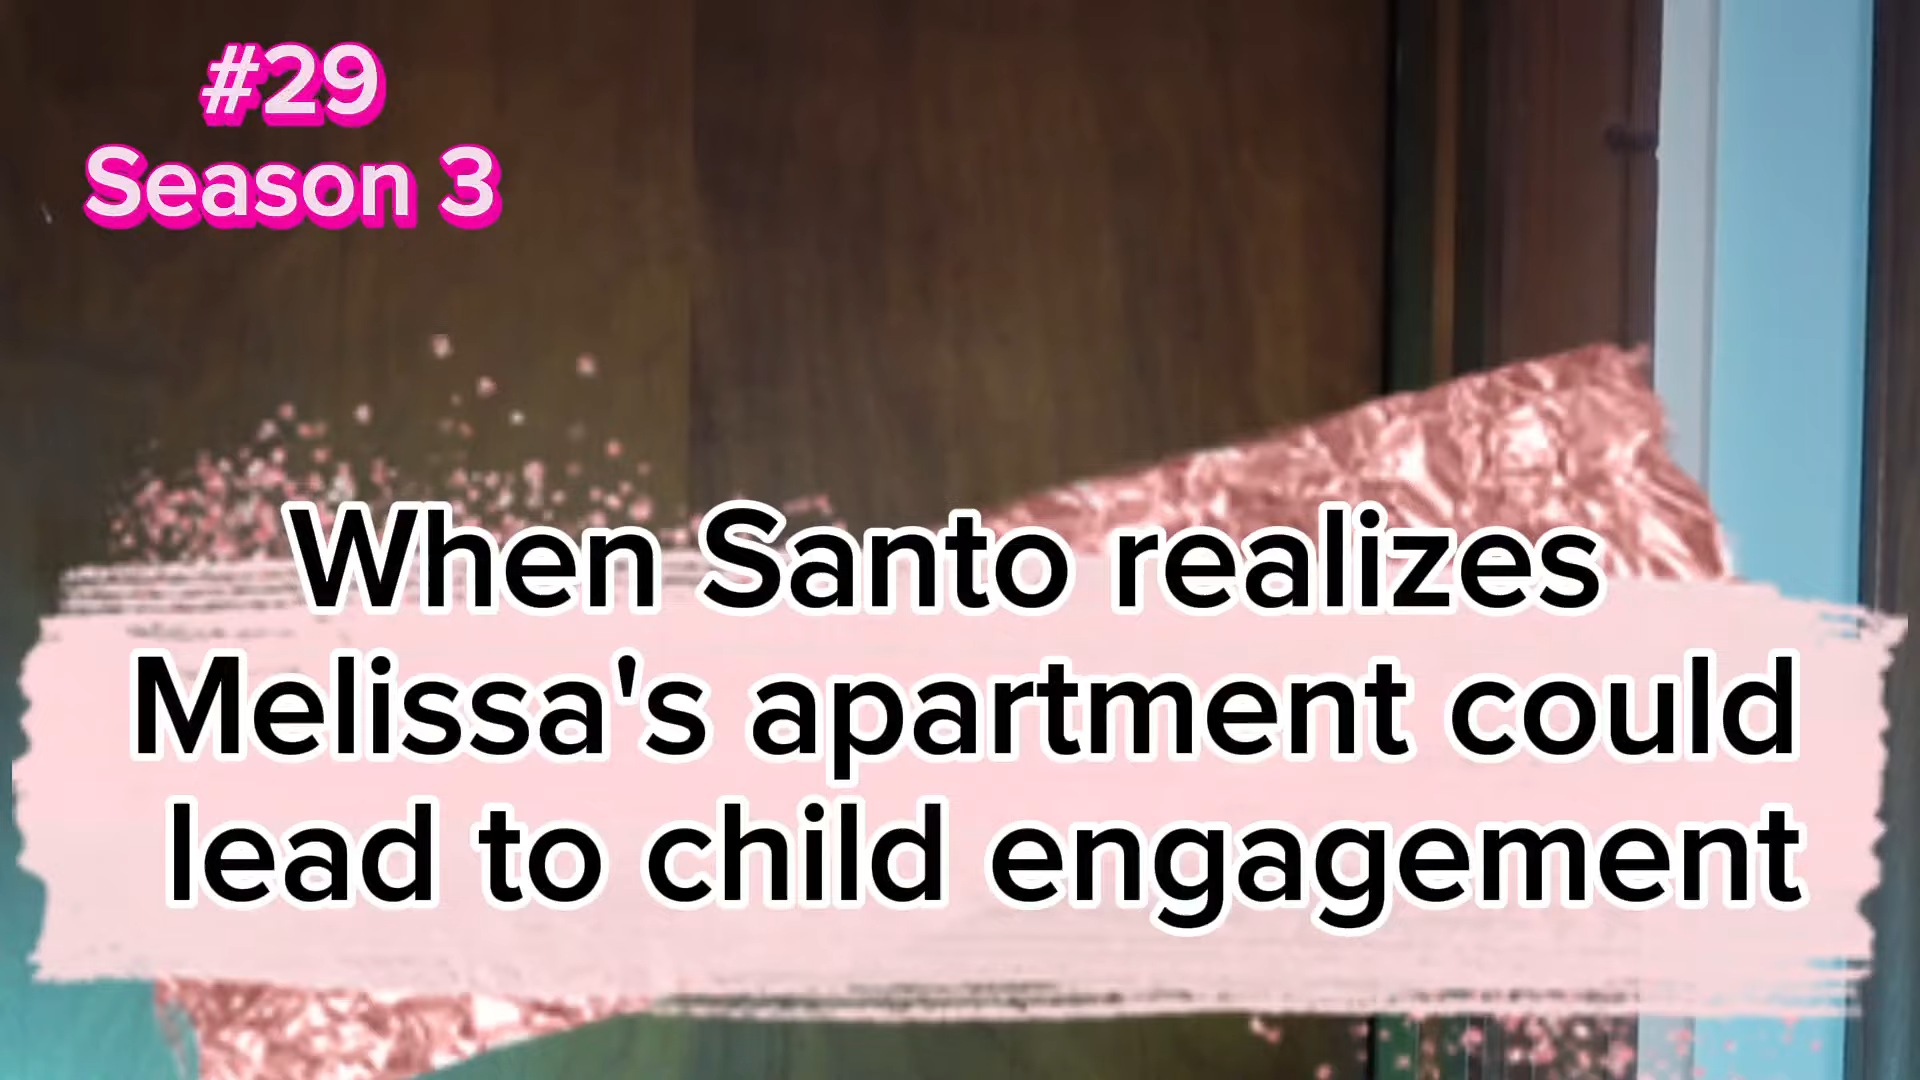 #29
Season 3
When Santo realizes
Melissa's apartment could
lead to child engagement